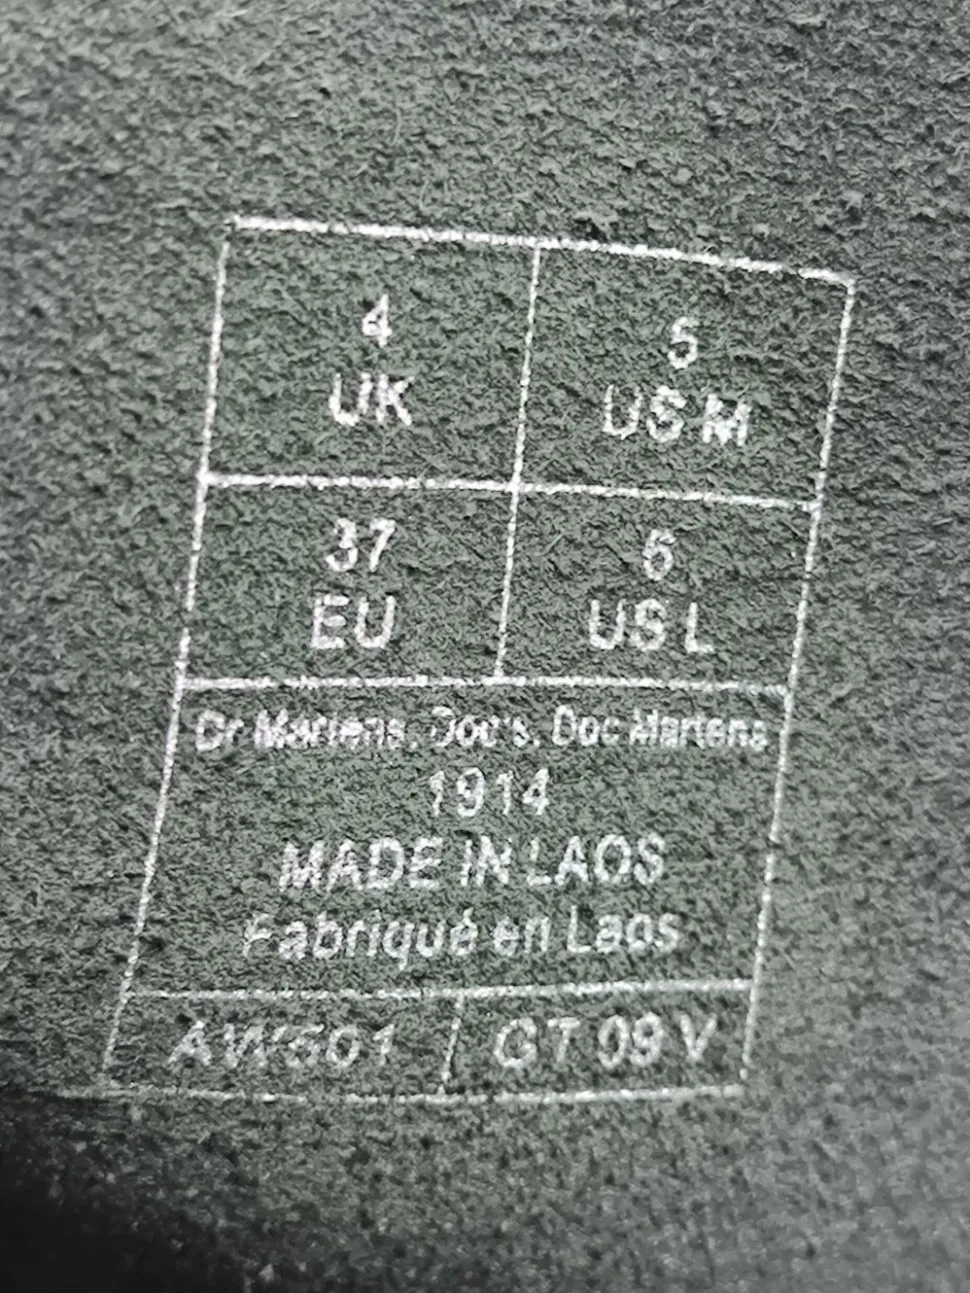 4
UK
5
US M
37
EU
6
US L
Dr Martens. Doc's. Doc Martens
1914
MADE IN LAOS
Fabriqué en Laos
AW501
GT 09 V